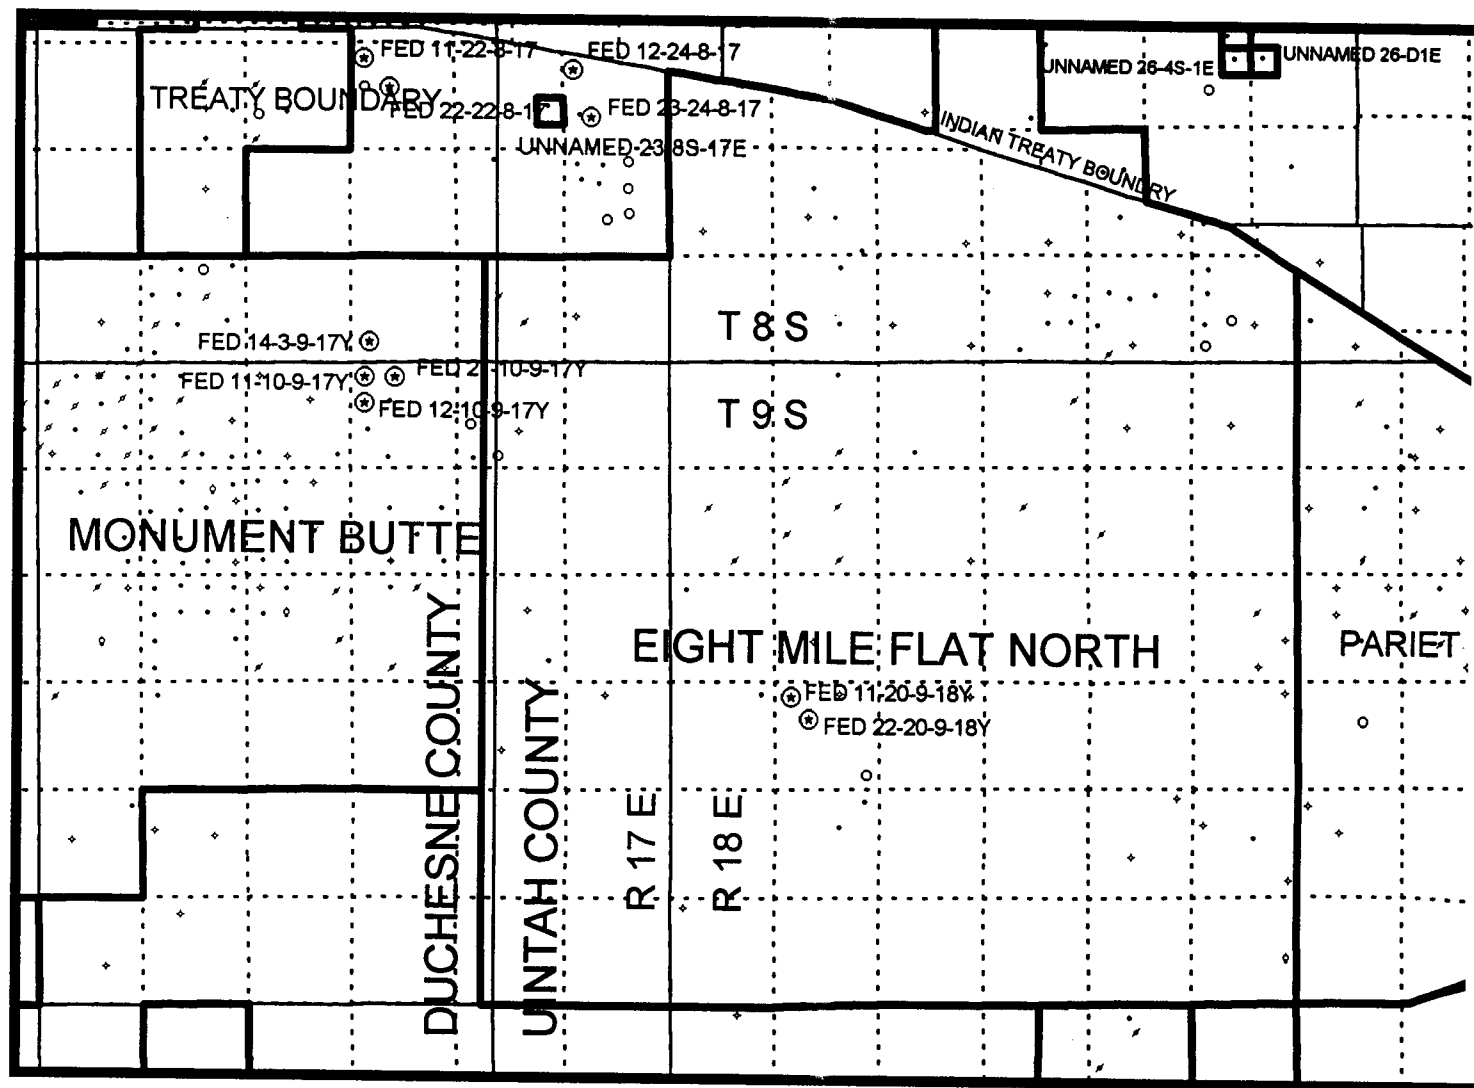 FED 11-22-8-17
FED 12-24-8-17
UNNAMED 26-4S-1E
UNNAMED 26-D1E
TREATY BOUNDARY
FED 22-22-8-17
FED 23-24-8-17
UNNAMED-23-8S-17E
INDIAN TREATY BOUNDRY
T 8 S
FED 14-3-9-17Y
FED 11-10-9-17Y
FED 21-10-9-17Y
FED 12-10-9-17Y
T 9 S
MONUMENT BUTTE
EIGHT MILE FLAT NORTH
PARIET
FED 11-20-9-18Y
FED 22-20-9-18Y
DUCHESNE COUNTY
UINTAH COUNTY
R 17 E
R 18 E